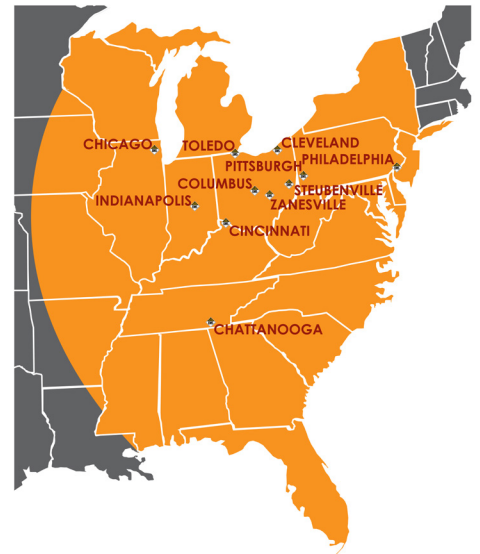 CHICAGO
TOLEDO
CLEVELAND
PITTSBURGH
PHILADELPHIA
COLUMBUS
STEUBENVILLE
INDIANAPOLIS
ZANESVILLE
CINCINNATI
CHATTANOOGA